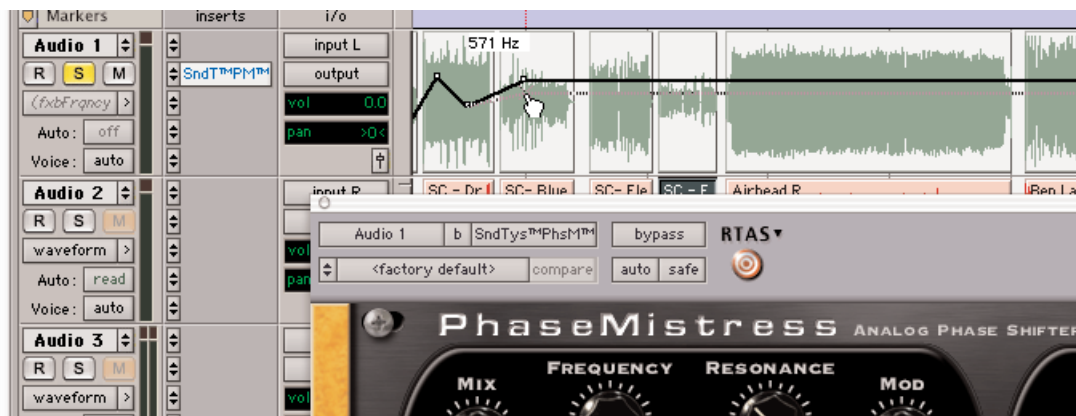 Markers inserts i/o
Audio 1 input L 571 Hz
R S M SndT™PM™ output
(fxbFrqncy > vol 0.0
Auto: off pan >0<
Voice: auto
Audio 2 input R SC - Dr SC- Blue SC- Ele SC - F Airhead R Ben La
R S M Audio 1 b SndTys™PhsM™ bypass RTAS
waveform > vol
Auto: read pan <factory default> compare auto safe
Voice: auto
Audio 3 PhaseMistress ANALOG PHASE SHIFTER
R S M MIX FREQUENCY RESONANCE MOD
waveform > vol